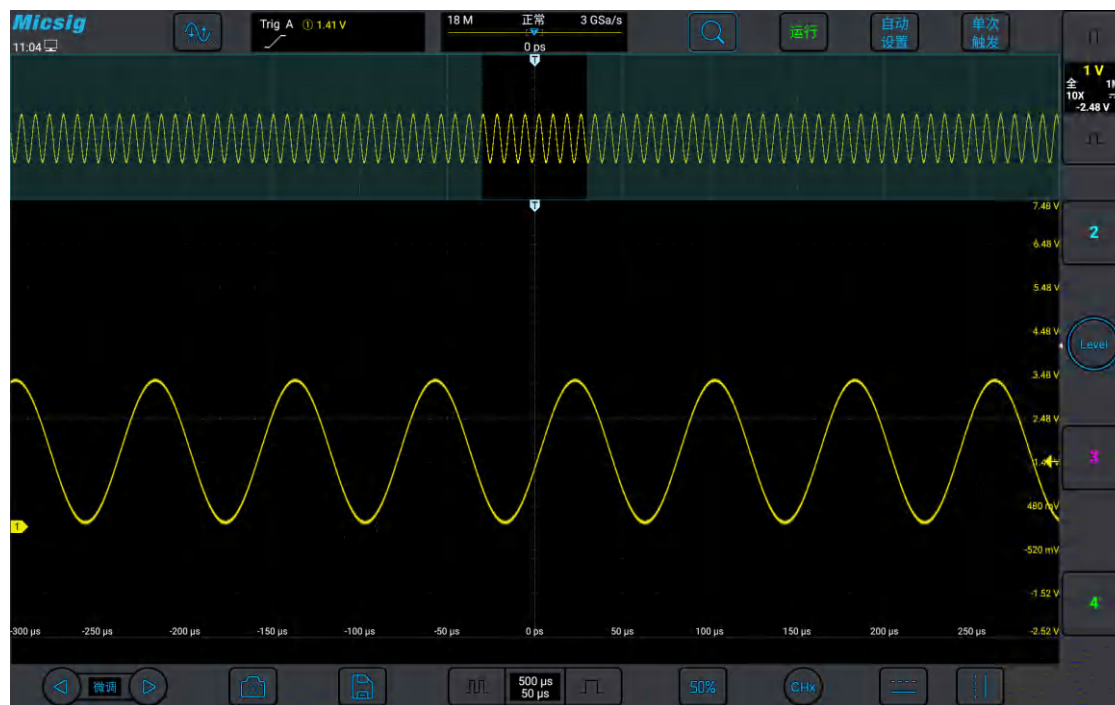 Micsig
11:04
Trig A ① 1.41 V
18 M 正常 3 GSa/s
0 ps
运行
自动
设置
单次
触发
1 V
全 1M
10X
-2.48 V
T
T
7.48 V
6.48 V
5.48 V
4.48 V
3.48 V
2.48 V
480 mV
-520 mV
-1.52 V
-2.52 V
2
Level
3
4
1
-300 µs -250 µs -200 µs -150 µs -100 µs -50 µs 0 ps 50 µs 100 µs 150 µs 200 µs 250 µs
微调
500 µs
50 µs
50%
CHx